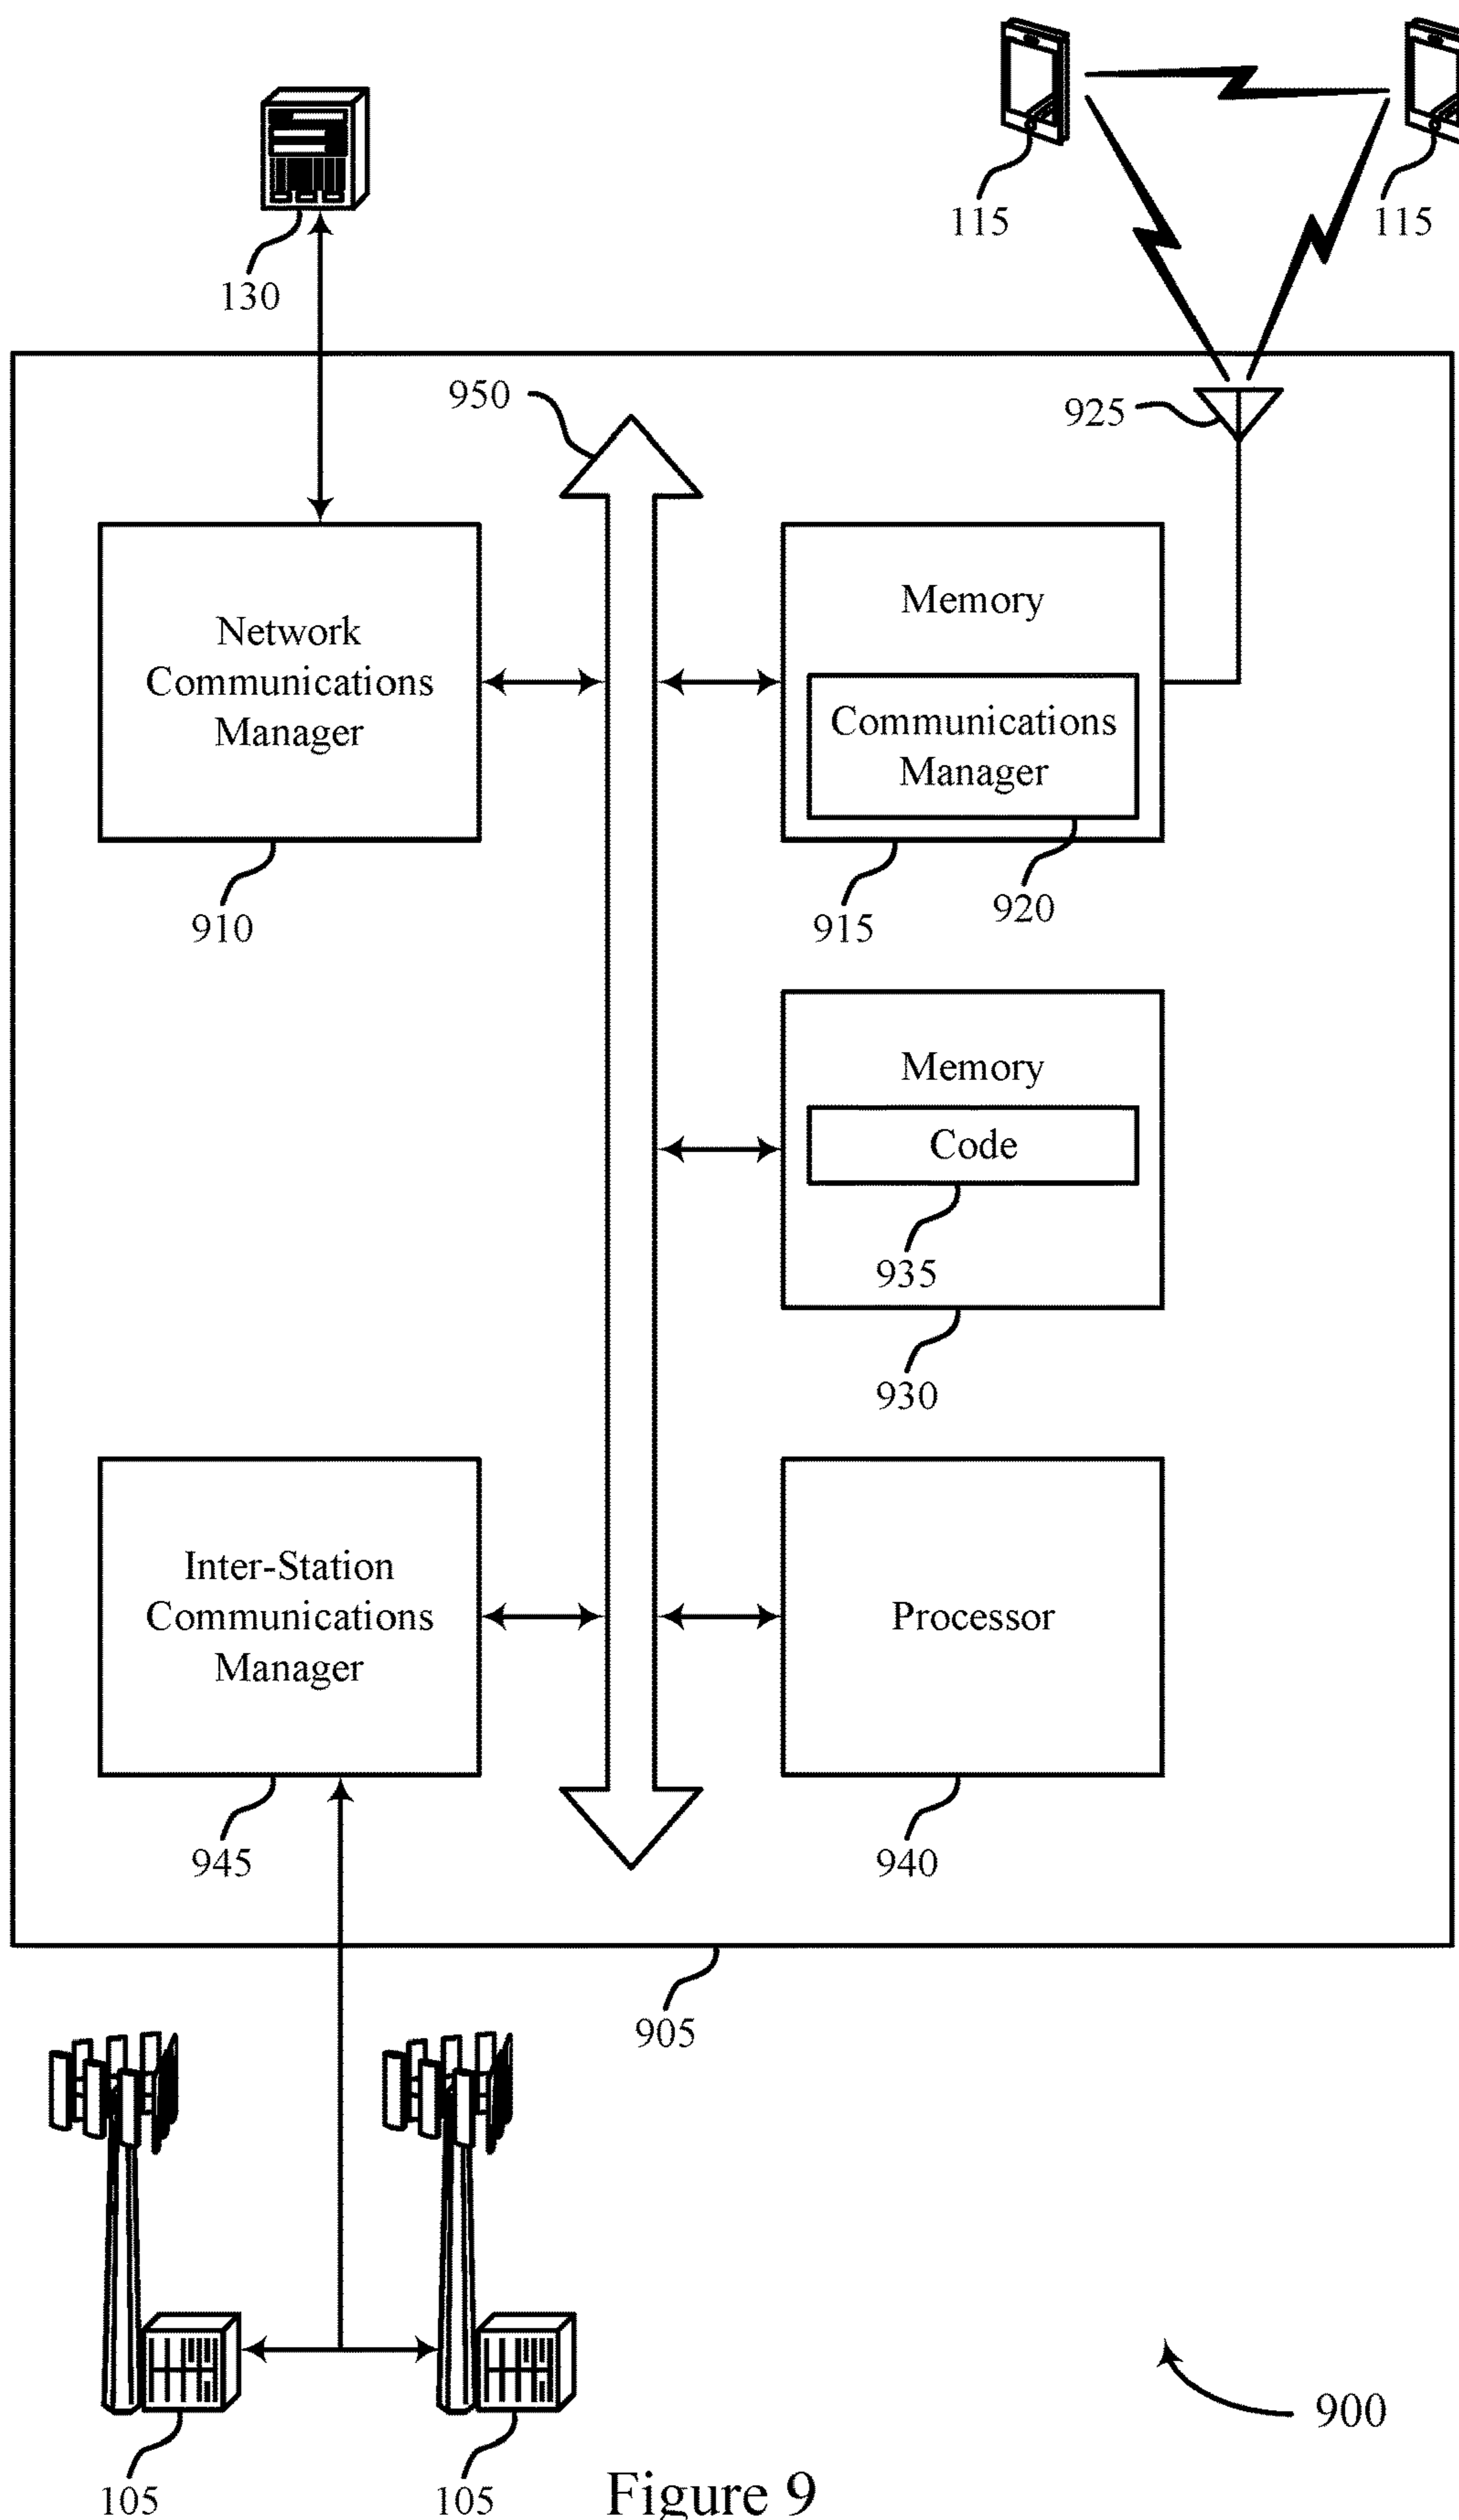 115
115
130
950
925
Network
Communications
Manager
Memory
Communications
Manager
910
915
920
Memory
Code
935
930
Inter-Station
Communications
Manager
Processor
945
940
905
900
105
105
Figure 9